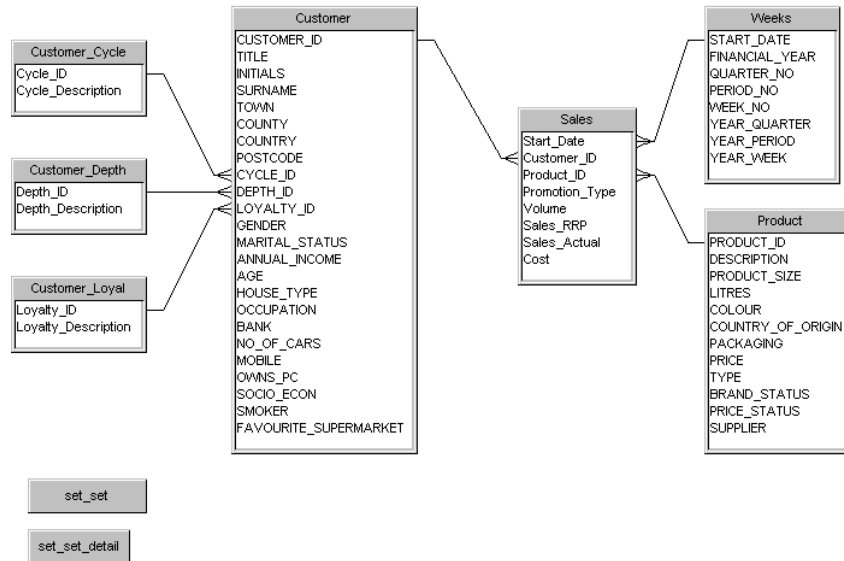 Customer_Cycle
Cycle_ID
Cycle_Description
Customer_Depth
Depth_ID
Depth_Description
Customer_Loyal
Loyalty_ID
Loyalty_Description
Customer
CUSTOMER_ID
TITLE
INITIALS
SURNAME
TOWN
COUNTY
COUNTRY
POSTCODE
CYCLE_ID
DEPTH_ID
LOYALTY_ID
GENDER
MARITAL_STATUS
ANNUAL_INCOME
AGE
HOUSE_TYPE
OCCUPATION
BANK
NO_OF_CARS
MOBILE
OWNS_PC
SOCIO_ECON
SMOKER
FAVOURITE_SUPERMARKET
Sales
Start_Date
Customer_ID
Product_ID
Promotion_Type
Volume
Sales_RRP
Sales_Actual
Cost
Weeks
START_DATE
FINANCIAL_YEAR
QUARTER_NO
PERIOD_NO
WEEK_NO
YEAR_QUARTER
YEAR_PERIOD
YEAR_WEEK
Product
PRODUCT_ID
DESCRIPTION
PRODUCT_SIZE
LITRES
COLOUR
COUNTRY_OF_ORIGIN
PACKAGING
PRICE
TYPE
BRAND_STATUS
PRICE_STATUS
SUPPLIER
set_set
set_set_detail